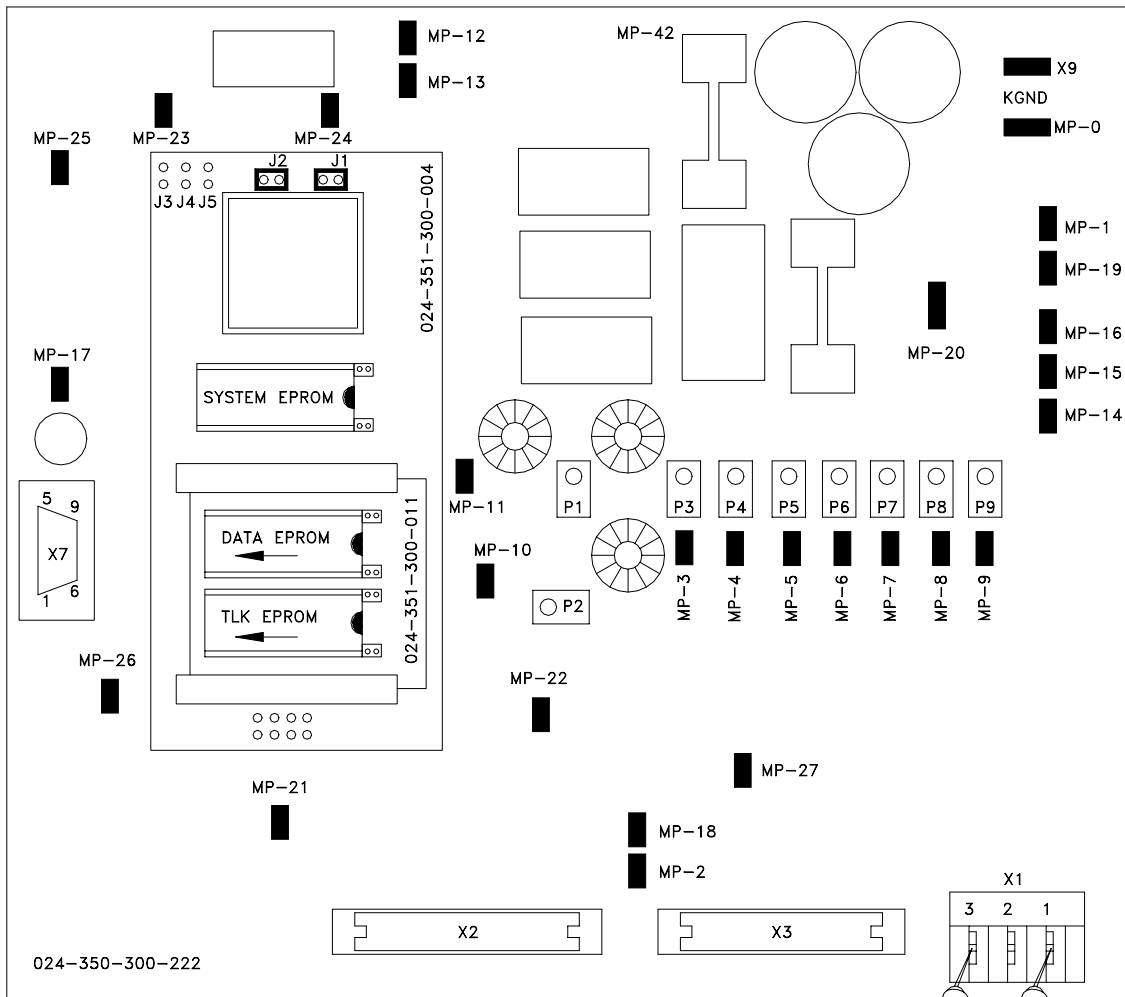 MP-12
MP-42
MP-13
X9
KGND
MP-0
MP-25
MP-23
MP-24
J2
J1
J3 J4 J5
024-351-300-004
MP-1
MP-19
MP-16
MP-20
MP-15
MP-14
MP-17
SYSTEM EPROM
5
9
X7
6
1
DATA EPROM
TLK EPROM
024-351-300-011
MP-11
MP-10
P1
P3
P4
P5
P6
P7
P8
P9
P2
MP-3
MP-4
MP-5
MP-6
MP-7
MP-8
MP-9
MP-26
MP-22
MP-27
MP-21
MP-18
MP-2
X1
3 2 1
X2
X3
024-350-300-222